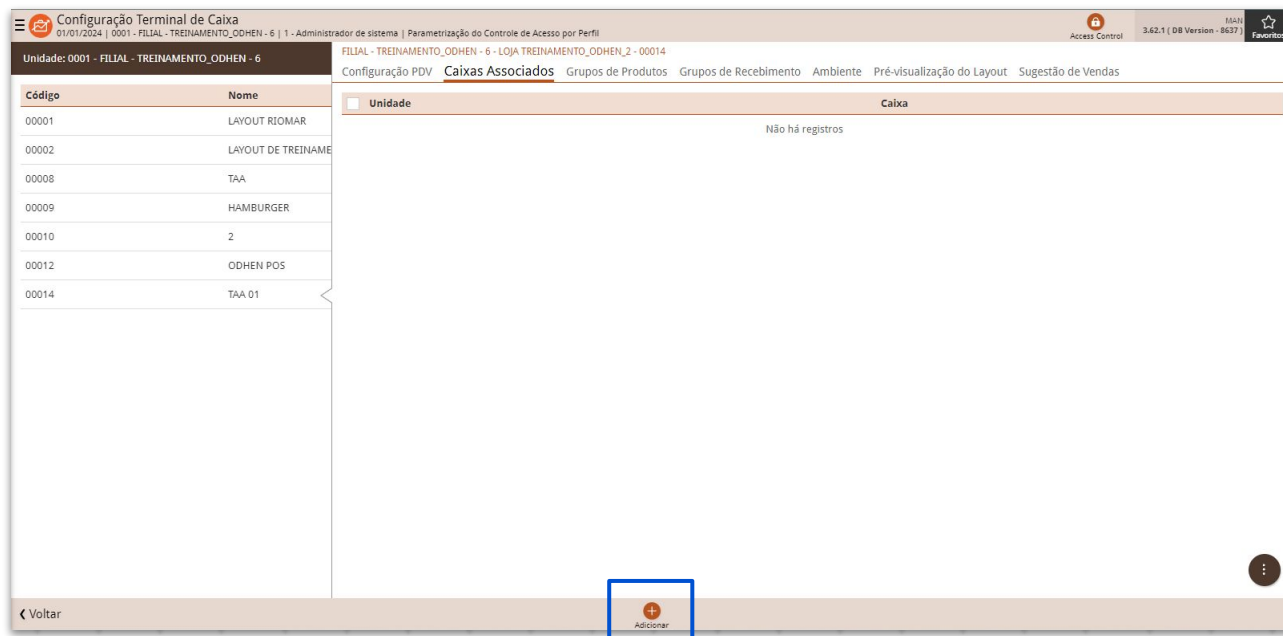 Configuração Terminal de Caixa
01/01/2024 | 0001 - FILIAL - TREINAMENTO_ODHEN - 6 | 1 - Administrador de sistema | Parametrização do Controle de Acesso por Perfil
Access Control
MAN
3.62.1 ( DB Version - 8637 )
Favoritos
Unidade: 0001 - FILIAL - TREINAMENTO_ODHEN - 6
Código Nome
00001 LAYOUT RIOMAR
00002 LAYOUT DE TREINAME
00008 TAA
00009 HAMBURGER
00010 2
00012 ODHEN POS
00014 TAA 01
FILIAL - TREINAMENTO_ODHEN - 6 - LOJA TREINAMENTO_ODHEN_2 - 00014
Configuração PDV Caixas Associados Grupos de Produtos Grupos de Recebimento Ambiente Pré-visualização do Layout Sugestão de Vendas
Unidade Caixa
Não há registros
Voltar
Adicionar